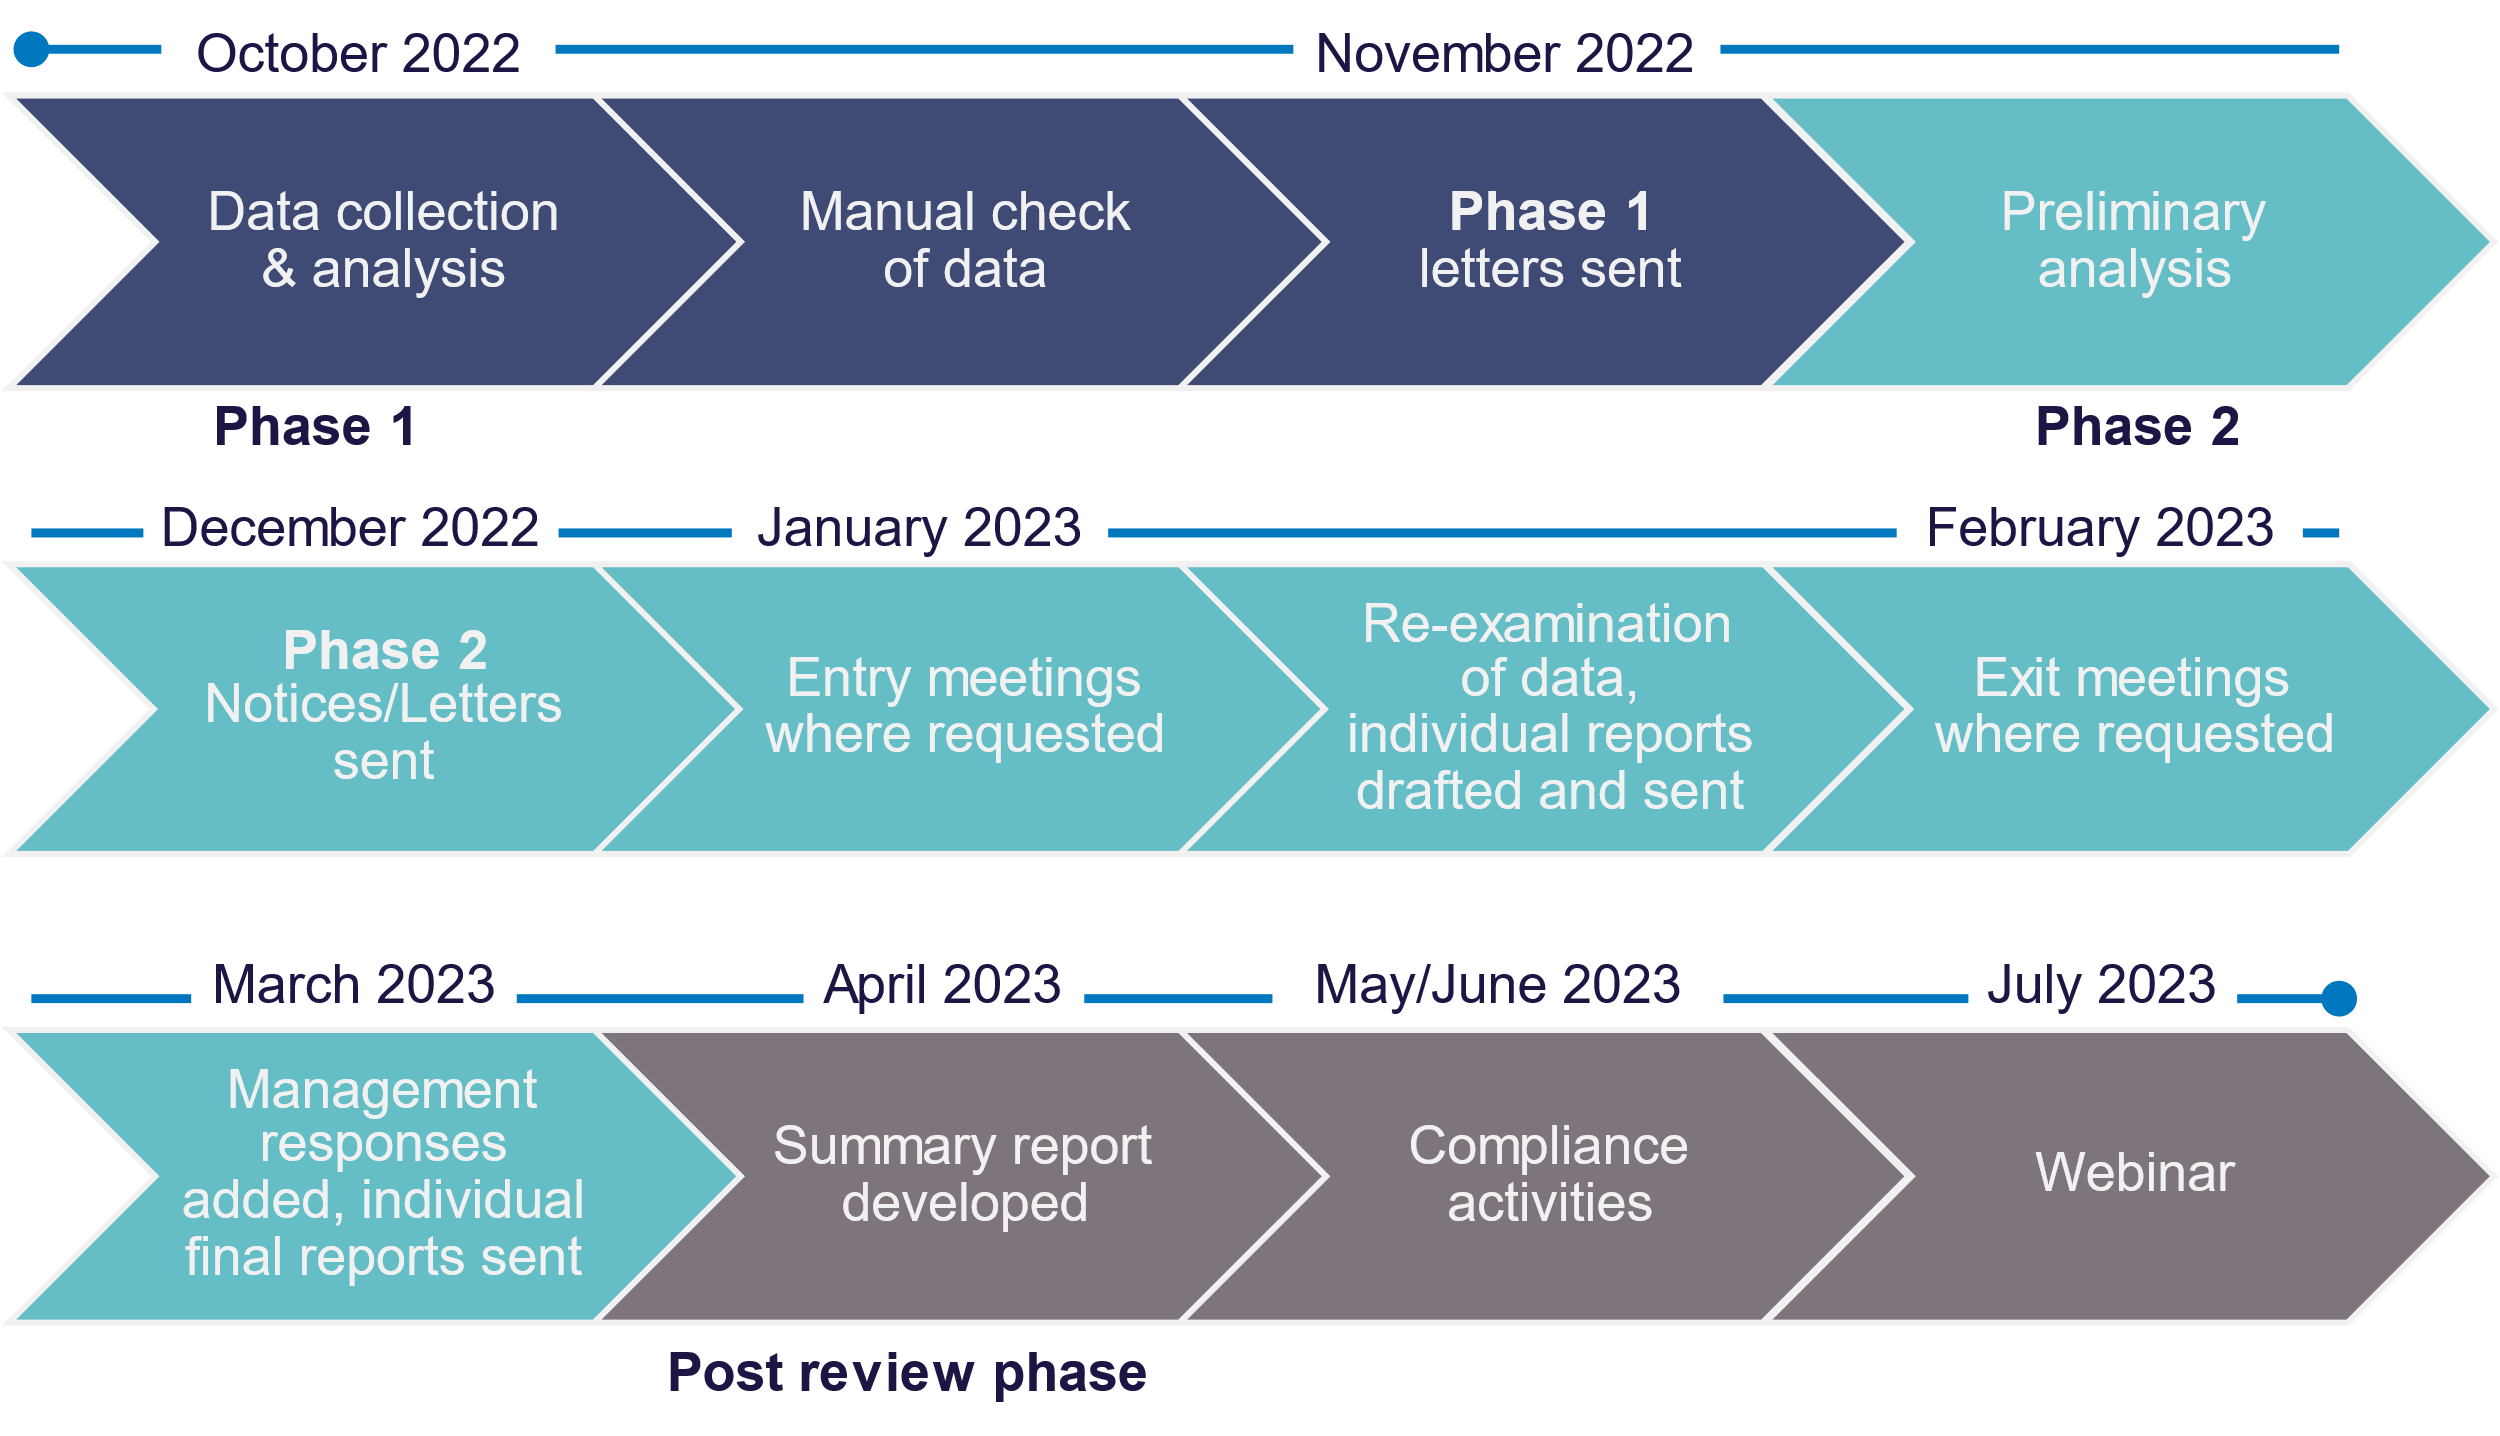 October 2022
November 2022
Data collection
& analysis
Manual check
of data
Phase 1
letters sent
Preliminary
analysis
Phase 1
Phase 2
December 2022
January 2023
February 2023
Phase 2
Notices/Letters
sent
Entry meetings
where requested
Re-examination
of data,
individual reports
drafted and sent
Exit meetings
where requested
March 2023
April 2023
May/June 2023
July 2023
Management
responses
added, individual
final reports sent
Summary report
developed
Compliance
activities
Webinar
Post review phase